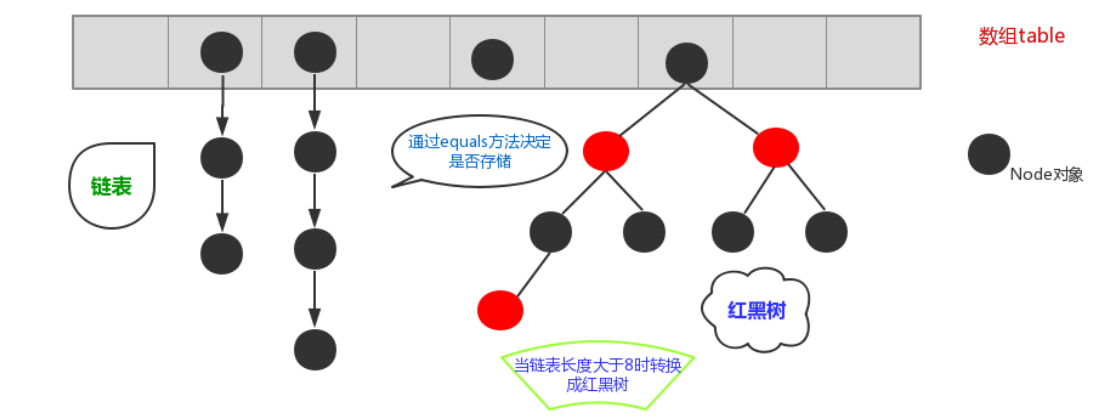 数组table
通过equals方法决定
是否存储
链表
Node对象
红黑树
当链表长度大于8时转换
成红黑树